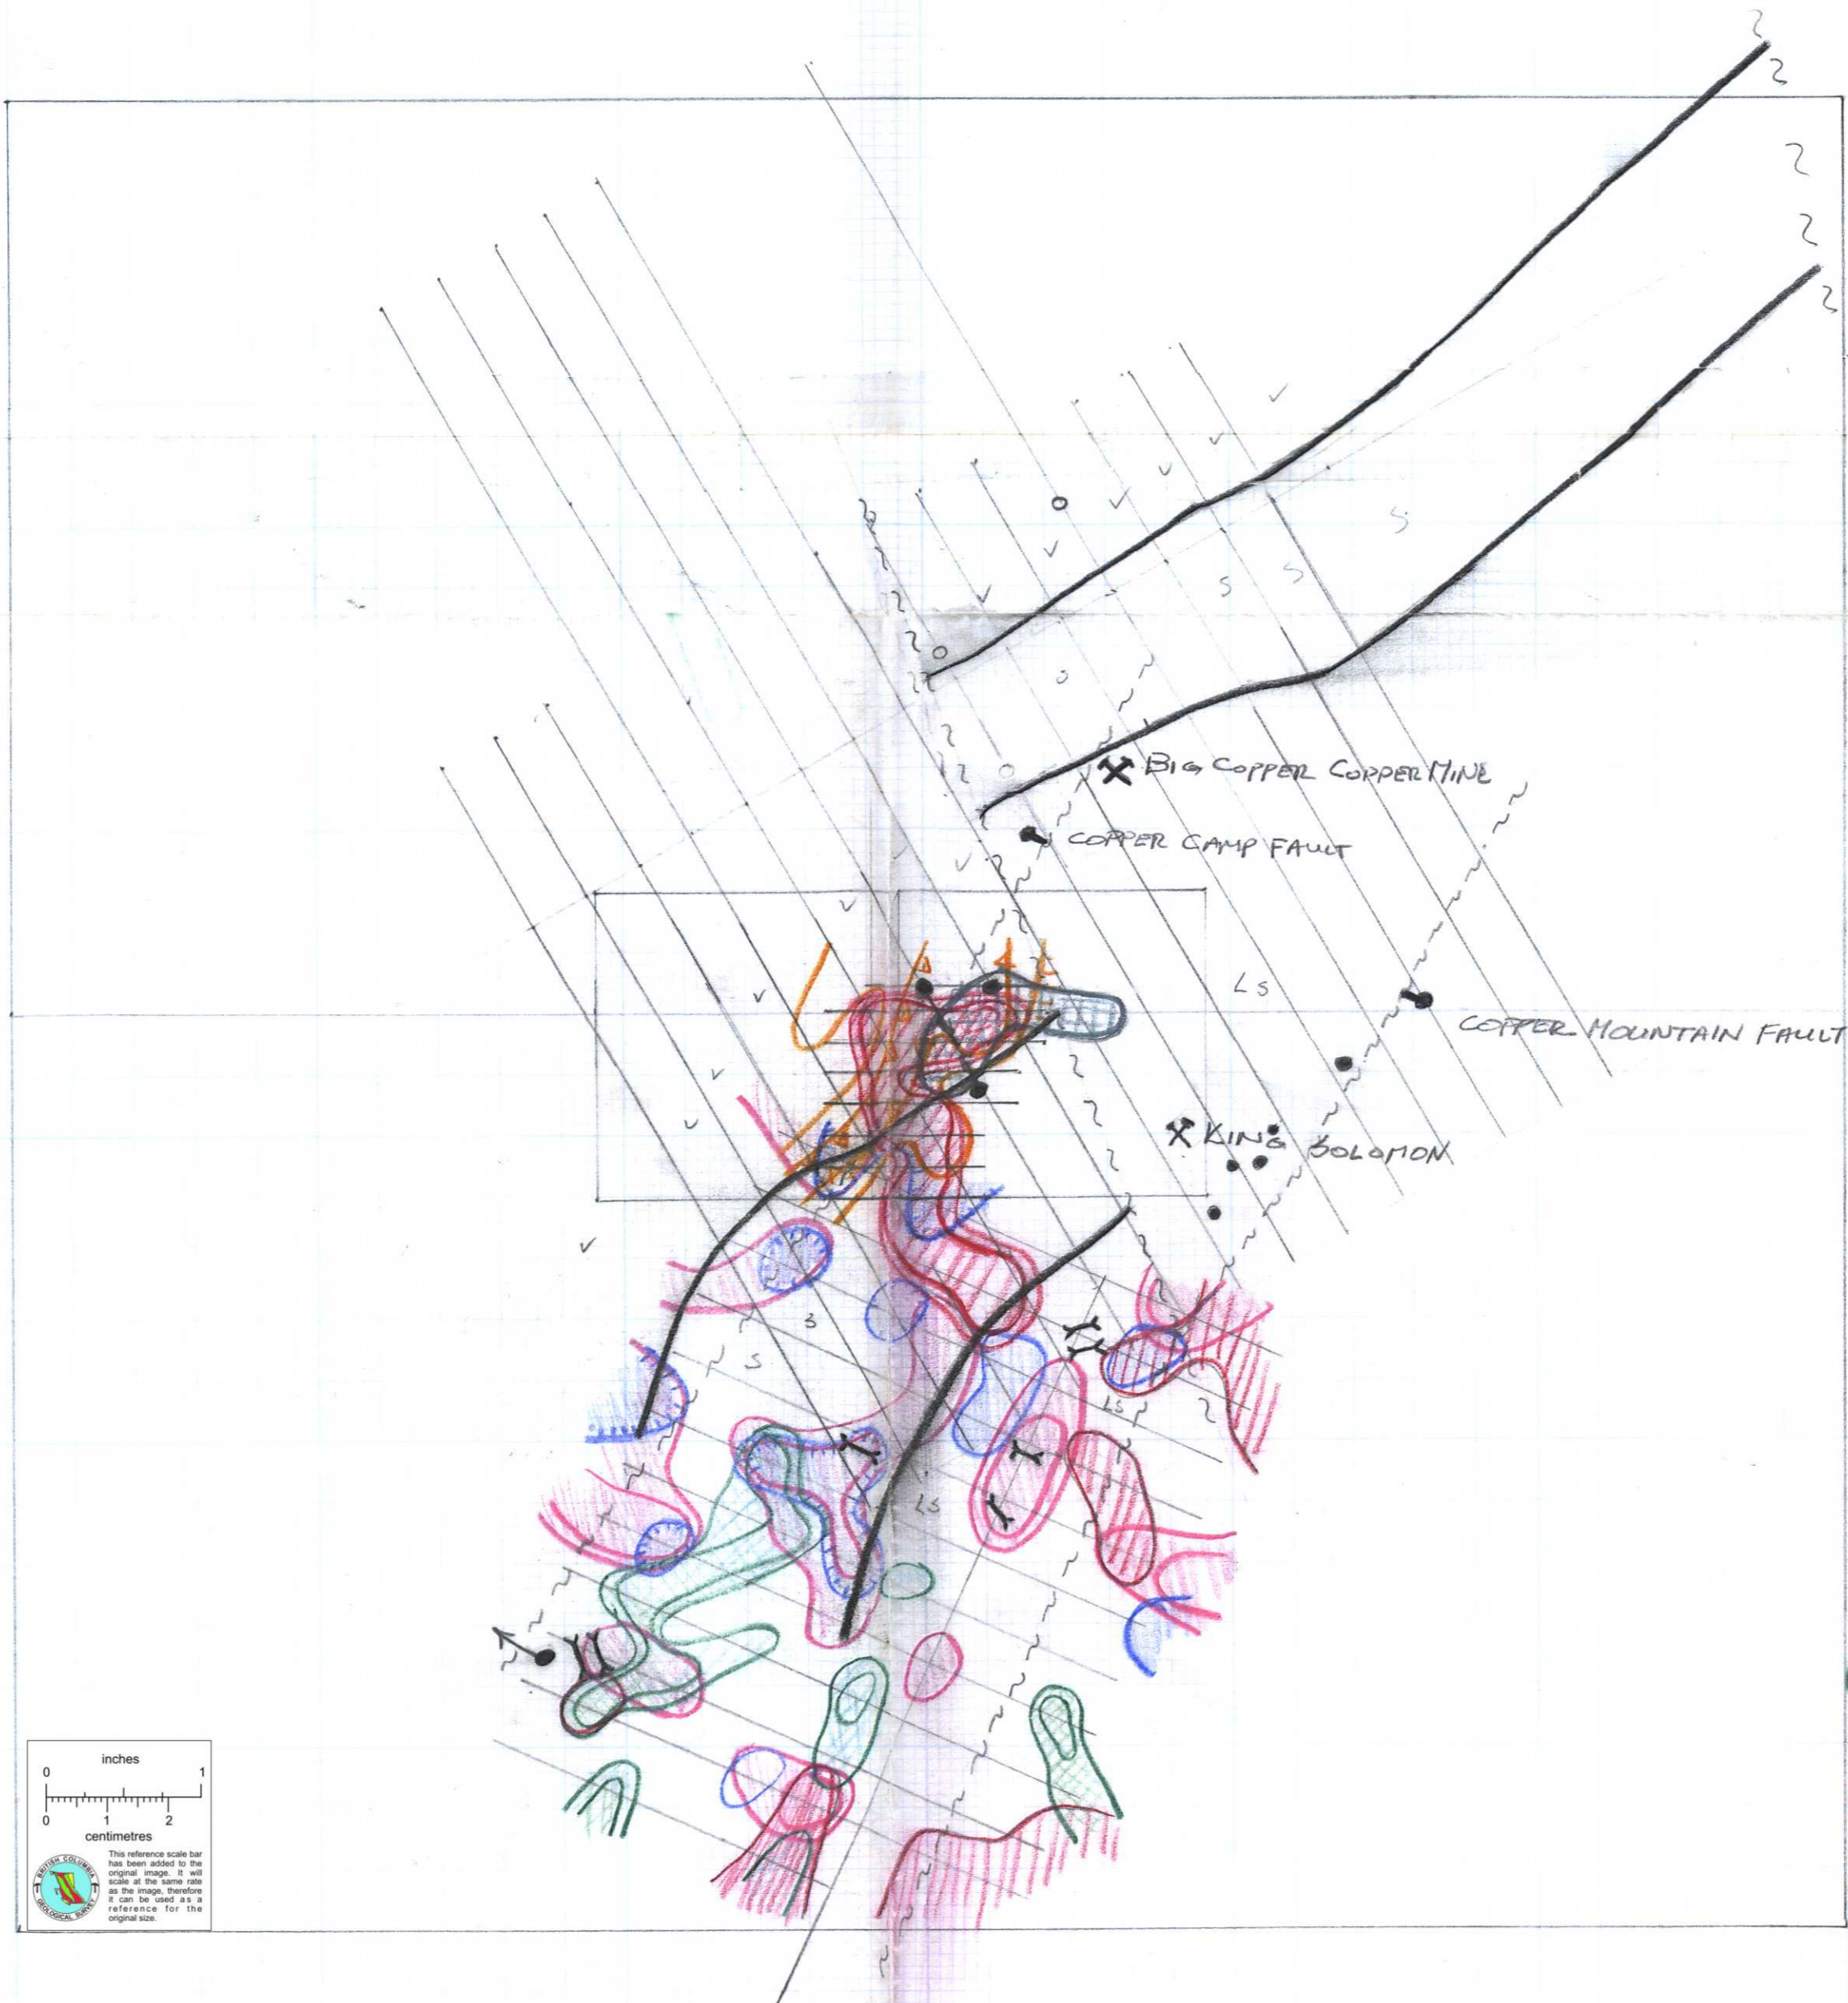 BIG COPPER COPPER MINE
COPPER CAMP FAULT
LS
COPPER MOUNTAIN FAULT
KING SOLOMON
S
S
S
S
LS
LS
inches
0 1
0 1 2
centimetres
This reference scale bar
has been added to the
original image. It will
scale at the same rate
as the image, therefore
it can be used as a
reference for the
original size.
BRITISH COLUMBIA
GEOLOGICAL SURVEY